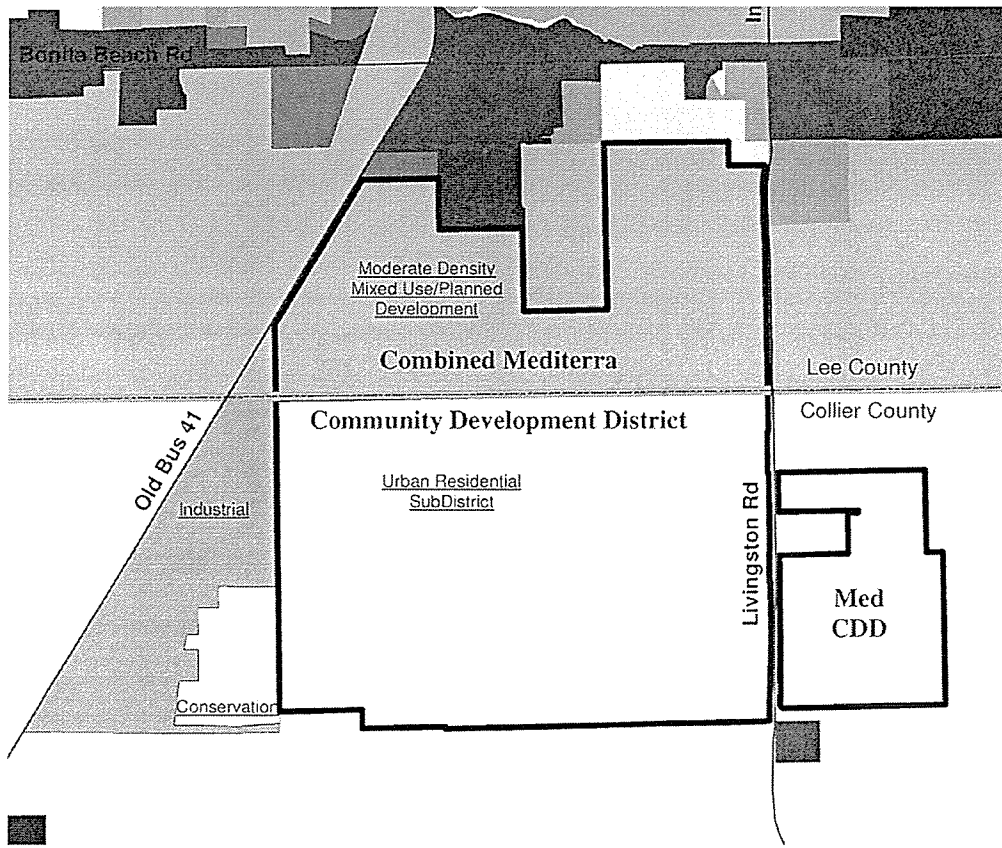 In
Bonita Beach Rd
Moderate Density
Mixed Use/Planned
Development
Combined Mediterra
Lee County
Collier County
Community Development District
Old Bus 41
Urban Residential
SubDistrict
Industrial
Livingston Rd
Med
CDD
Conservation